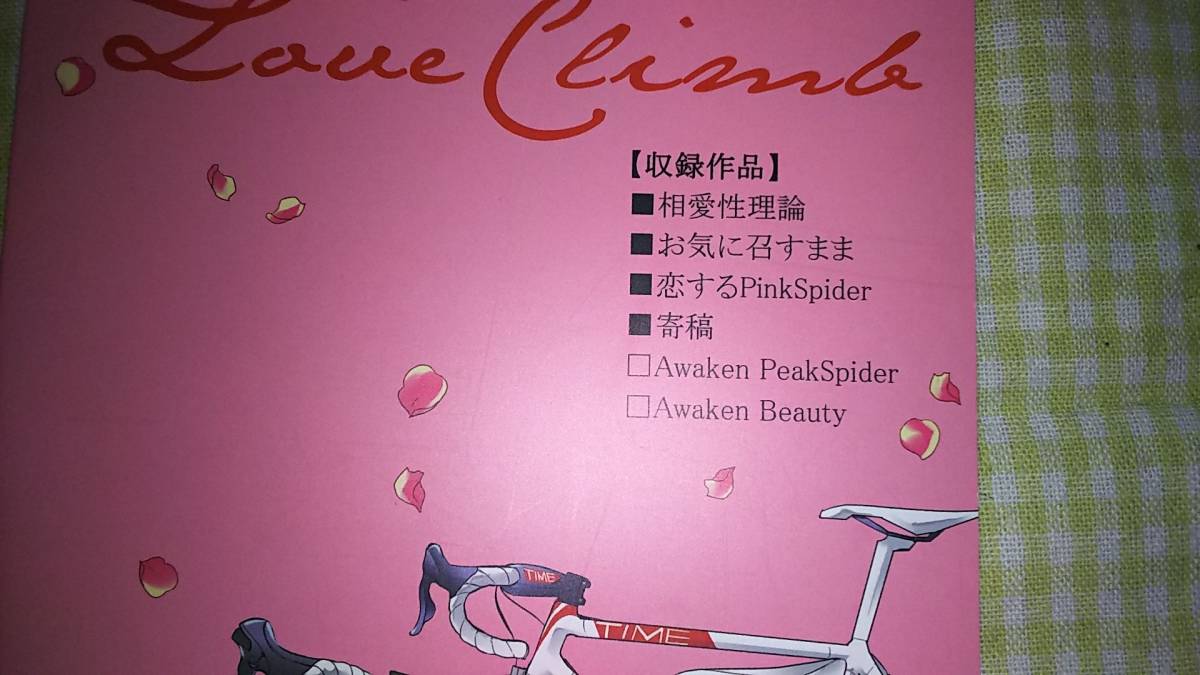 Love Climb
【収録作品】
■相愛性理論
■お気に召すまま
■恋するPinkSpider
■寄稿
□Awaken PeakSpider
□Awaken Beauty
TIME
TIME